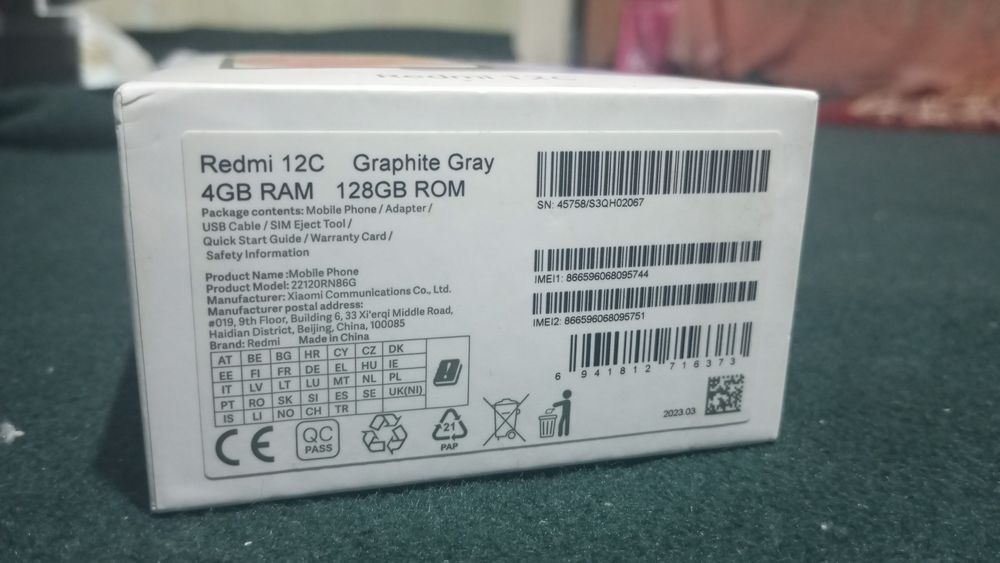 Redmi 12C
Redmi 12C Graphite Gray
4GB RAM 128GB ROM
Package contents: Mobile Phone / Adapter /
USB Cable / SIM Eject Tool /
Quick Start Guide / Warranty Card /
Safety Information
Product Name :Mobile Phone
Product Model: 22120RN86G
Manufacturer: Xiaomi Communications Co., Ltd.
Manufacturer postal address:
#019, 9th Floor, Building 6, 33 Xi'erqi Middle Road,
Haidian District, Beijing, China, 100085
Brand: Redmi Made in China
AT BE BG HR CY CZ DK
EE FI FR DE EL HU IE
IT LV LT LU MT NL PL
PT RO SK SI ES SE UK(NI)
IS LI NO CH TR
CE
QC
PASS
21
PAP
SN: 45758/S3QH02067
IMEI1: 866596068095744
IMEI2: 866596068095751
6 941812 716373
2023.03